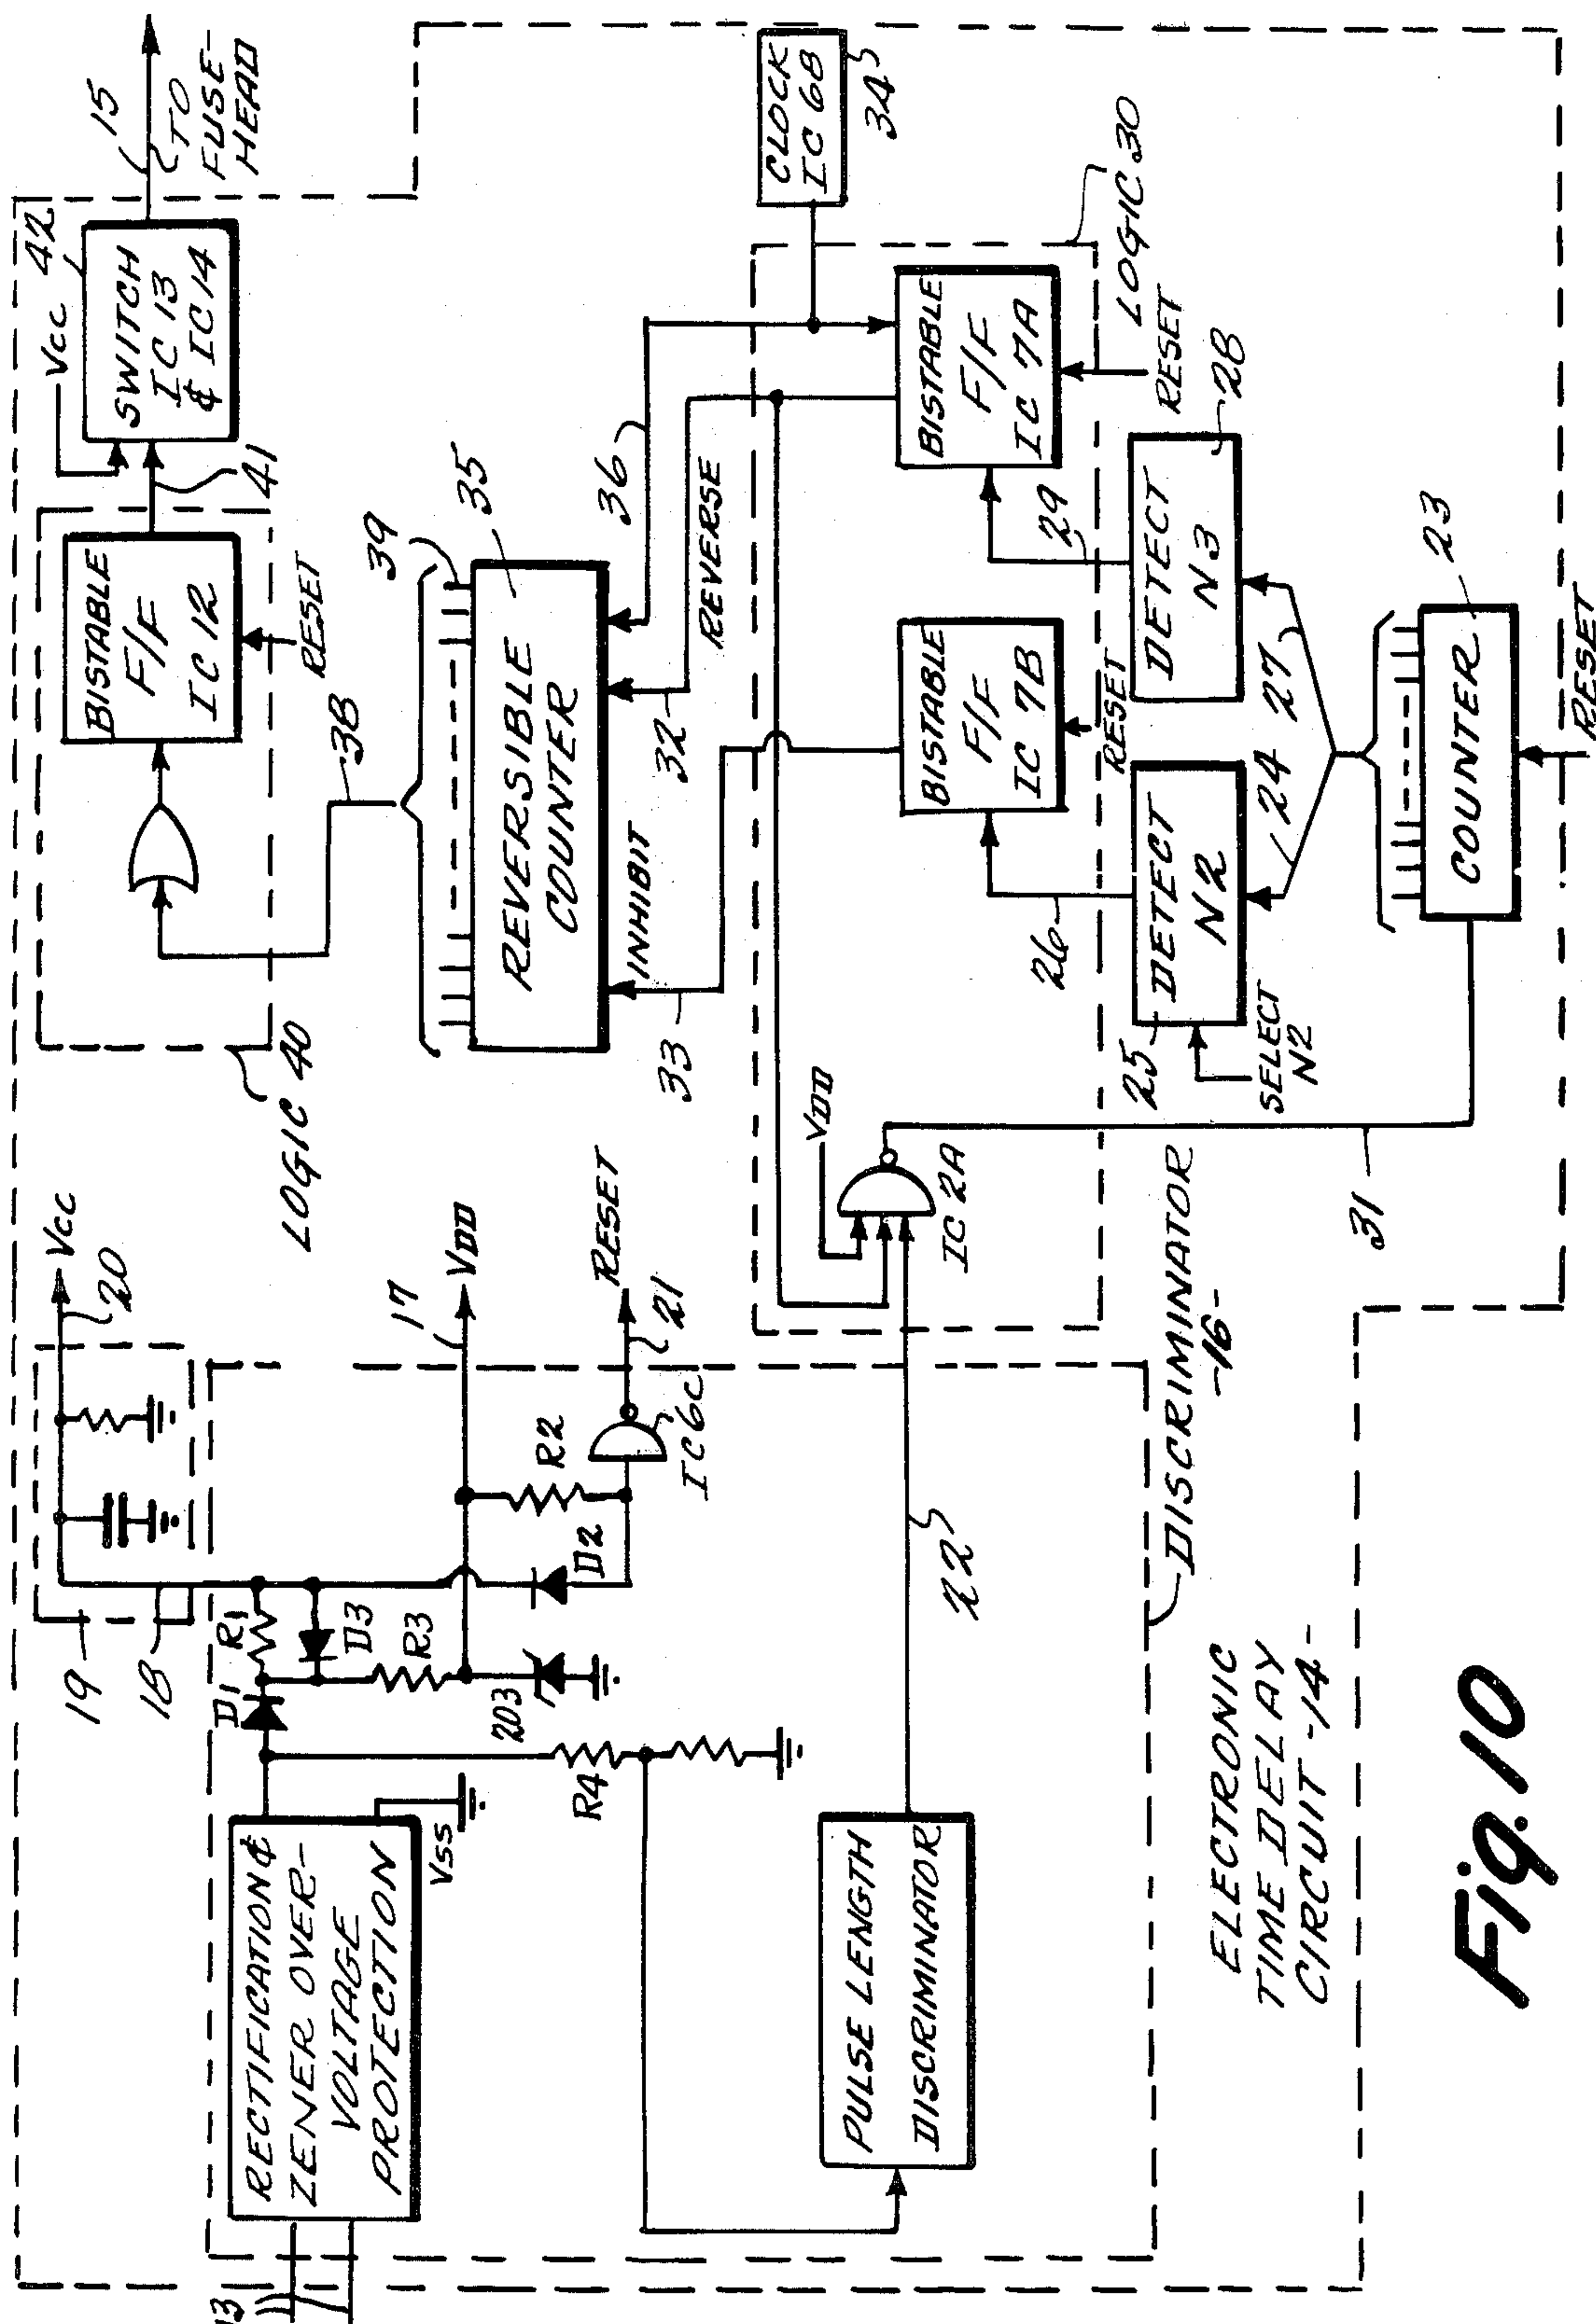 13
RECTIFICATION &
ZENER OVER-
VOLTAGE
PROTECTION
VSS
19
18
D1
R1
D3
R3
ZD3
R4
D2
R2
IC6C
Vcc
20
17
VDD
RESET
21
PULSE LENGTH
DISCRIMINATOR
22
DISCRIMINATOR
-16-
ELECTRONIC
TIME DELAY
CIRCUIT -14-
LOGIC 40
BISTABLE
F/F
IC 12
RESET
38
41
Vcc
42
SWITCH
IC 13
& IC 14
15
TO
FUSE-
HEAD
39
35
REVERSIBLE
COUNTER
INHIBIT
33
32
REVERSE
36
CLOCK
IC 6B
34
VDD
IC 2A
31
BISTABLE
F/F
IC 7B
RESET
BISTABLE
F/F
IC 7A
RESET
LOGIC 30
26
29
25
DETECT
N2
SELECT
N2
DETECT
N3
28
24
27
COUNTER
23
RESET
Fig. 10